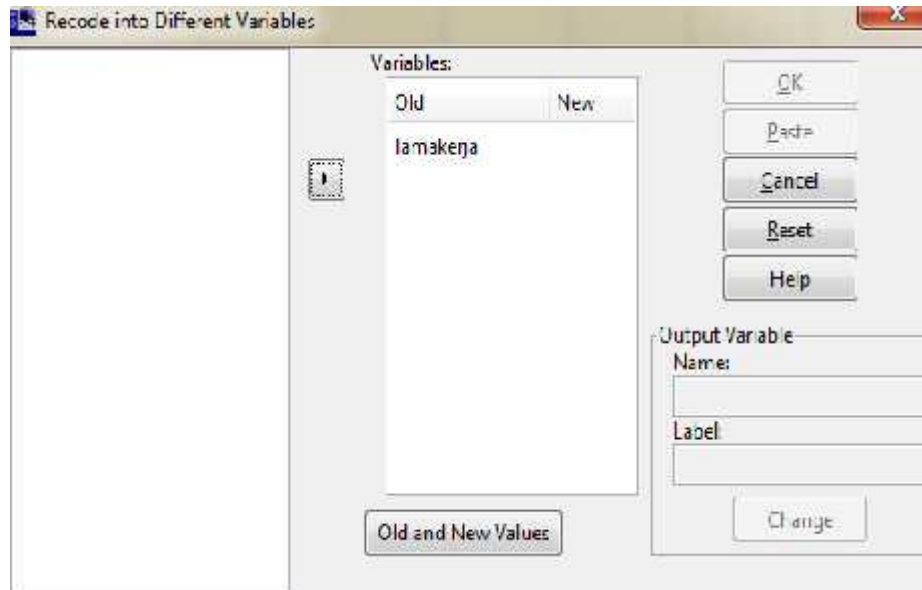 Recode into Different Variables
Variables:
Old New
lamakerja
OK
Paste
Cancel
Reset
Help
Output Variable
Name:
Label:
Change
Old and New Values